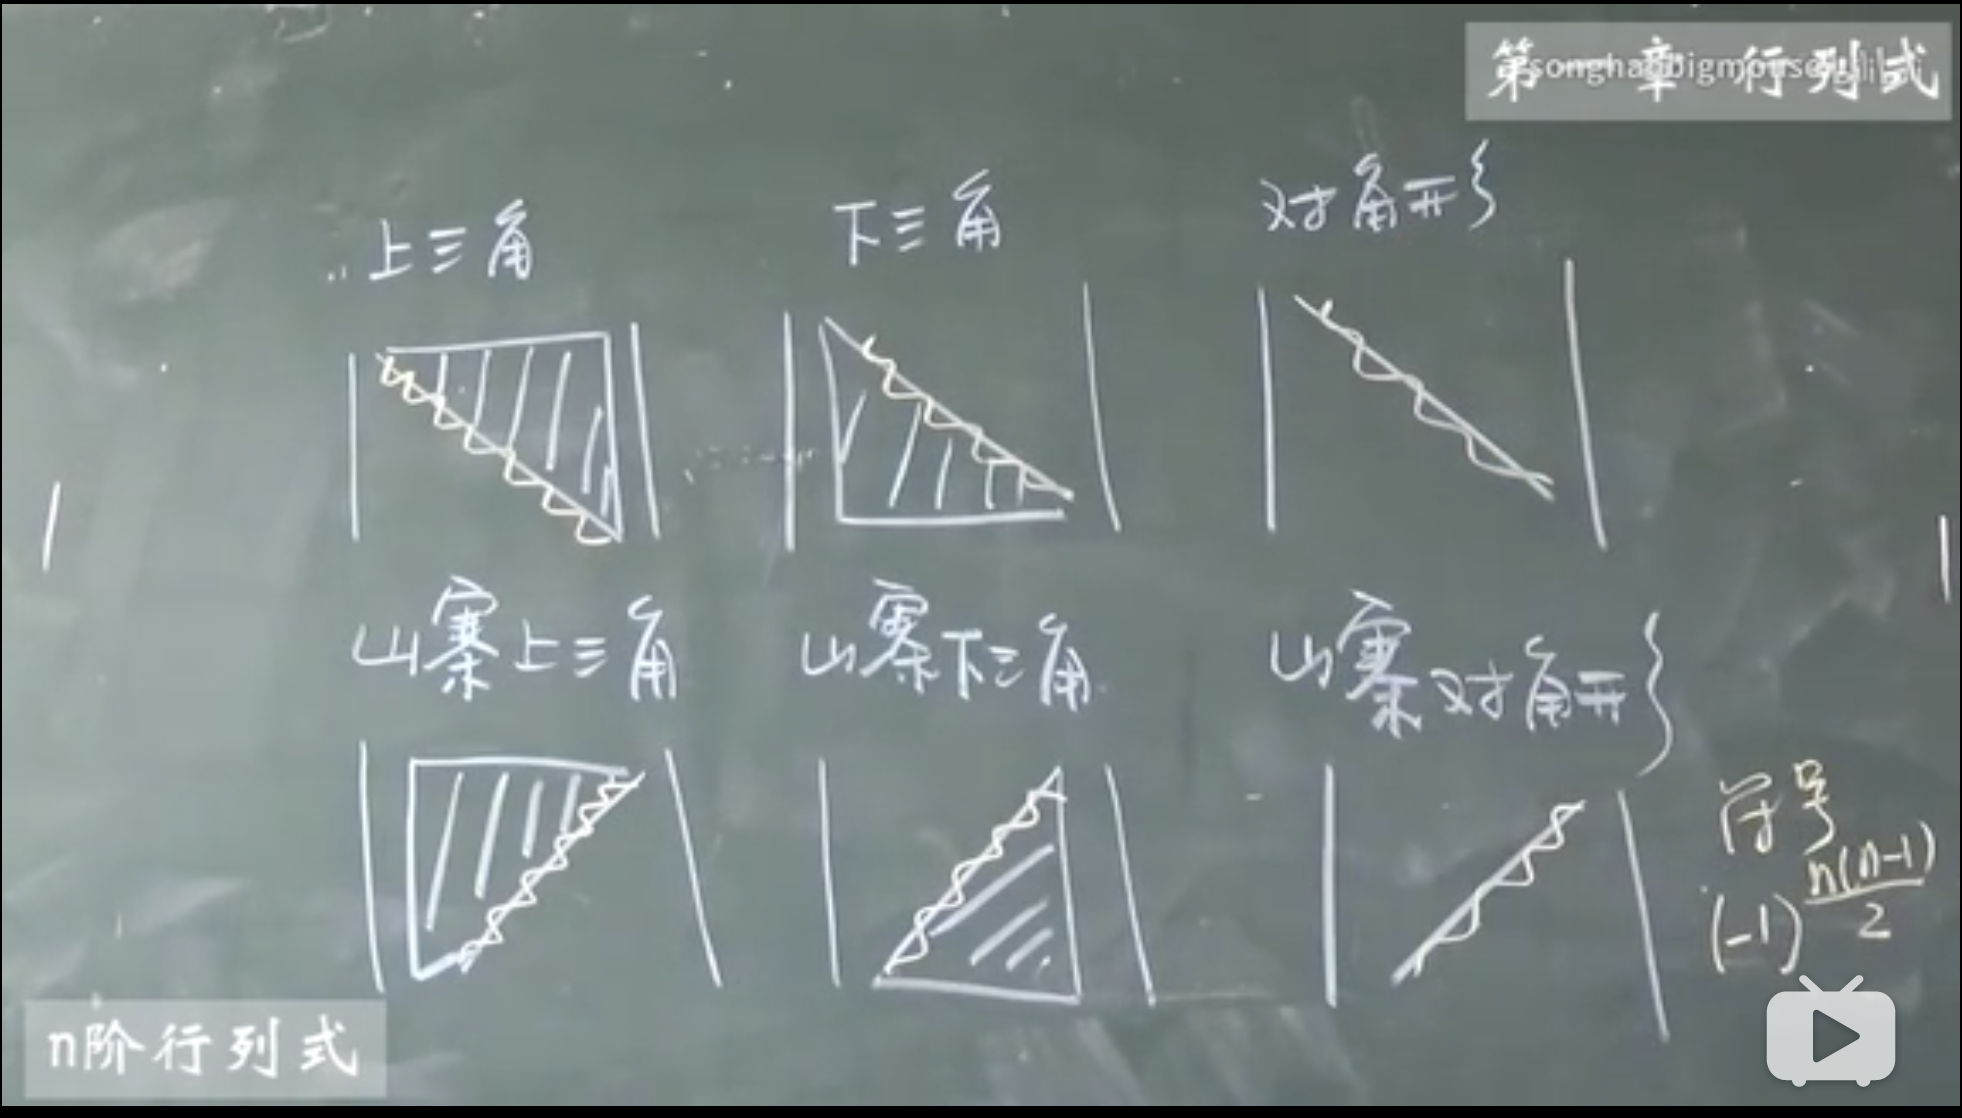 第一章 行列式
songhaobigmouse
上三角
下三角
对角形
山寨上三角
山寨下三角
山寨对角形
符号
(-1)^{\frac{n(n-1)}{2}}
n阶行列式